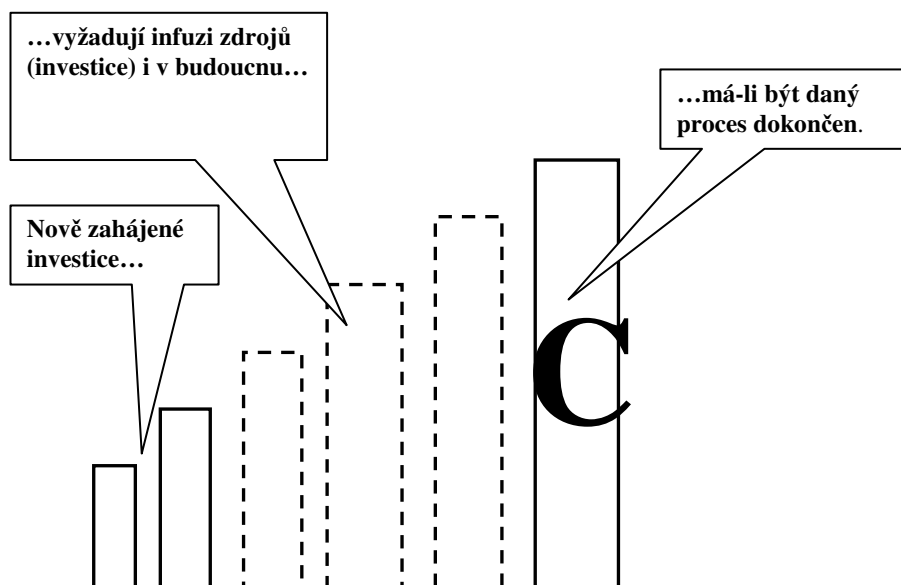 …vyžadují infuzi zdrojů
(investice) i v budoucnu…
…má-li být daný
proces dokončen.
Nově zahájené
investice…
C